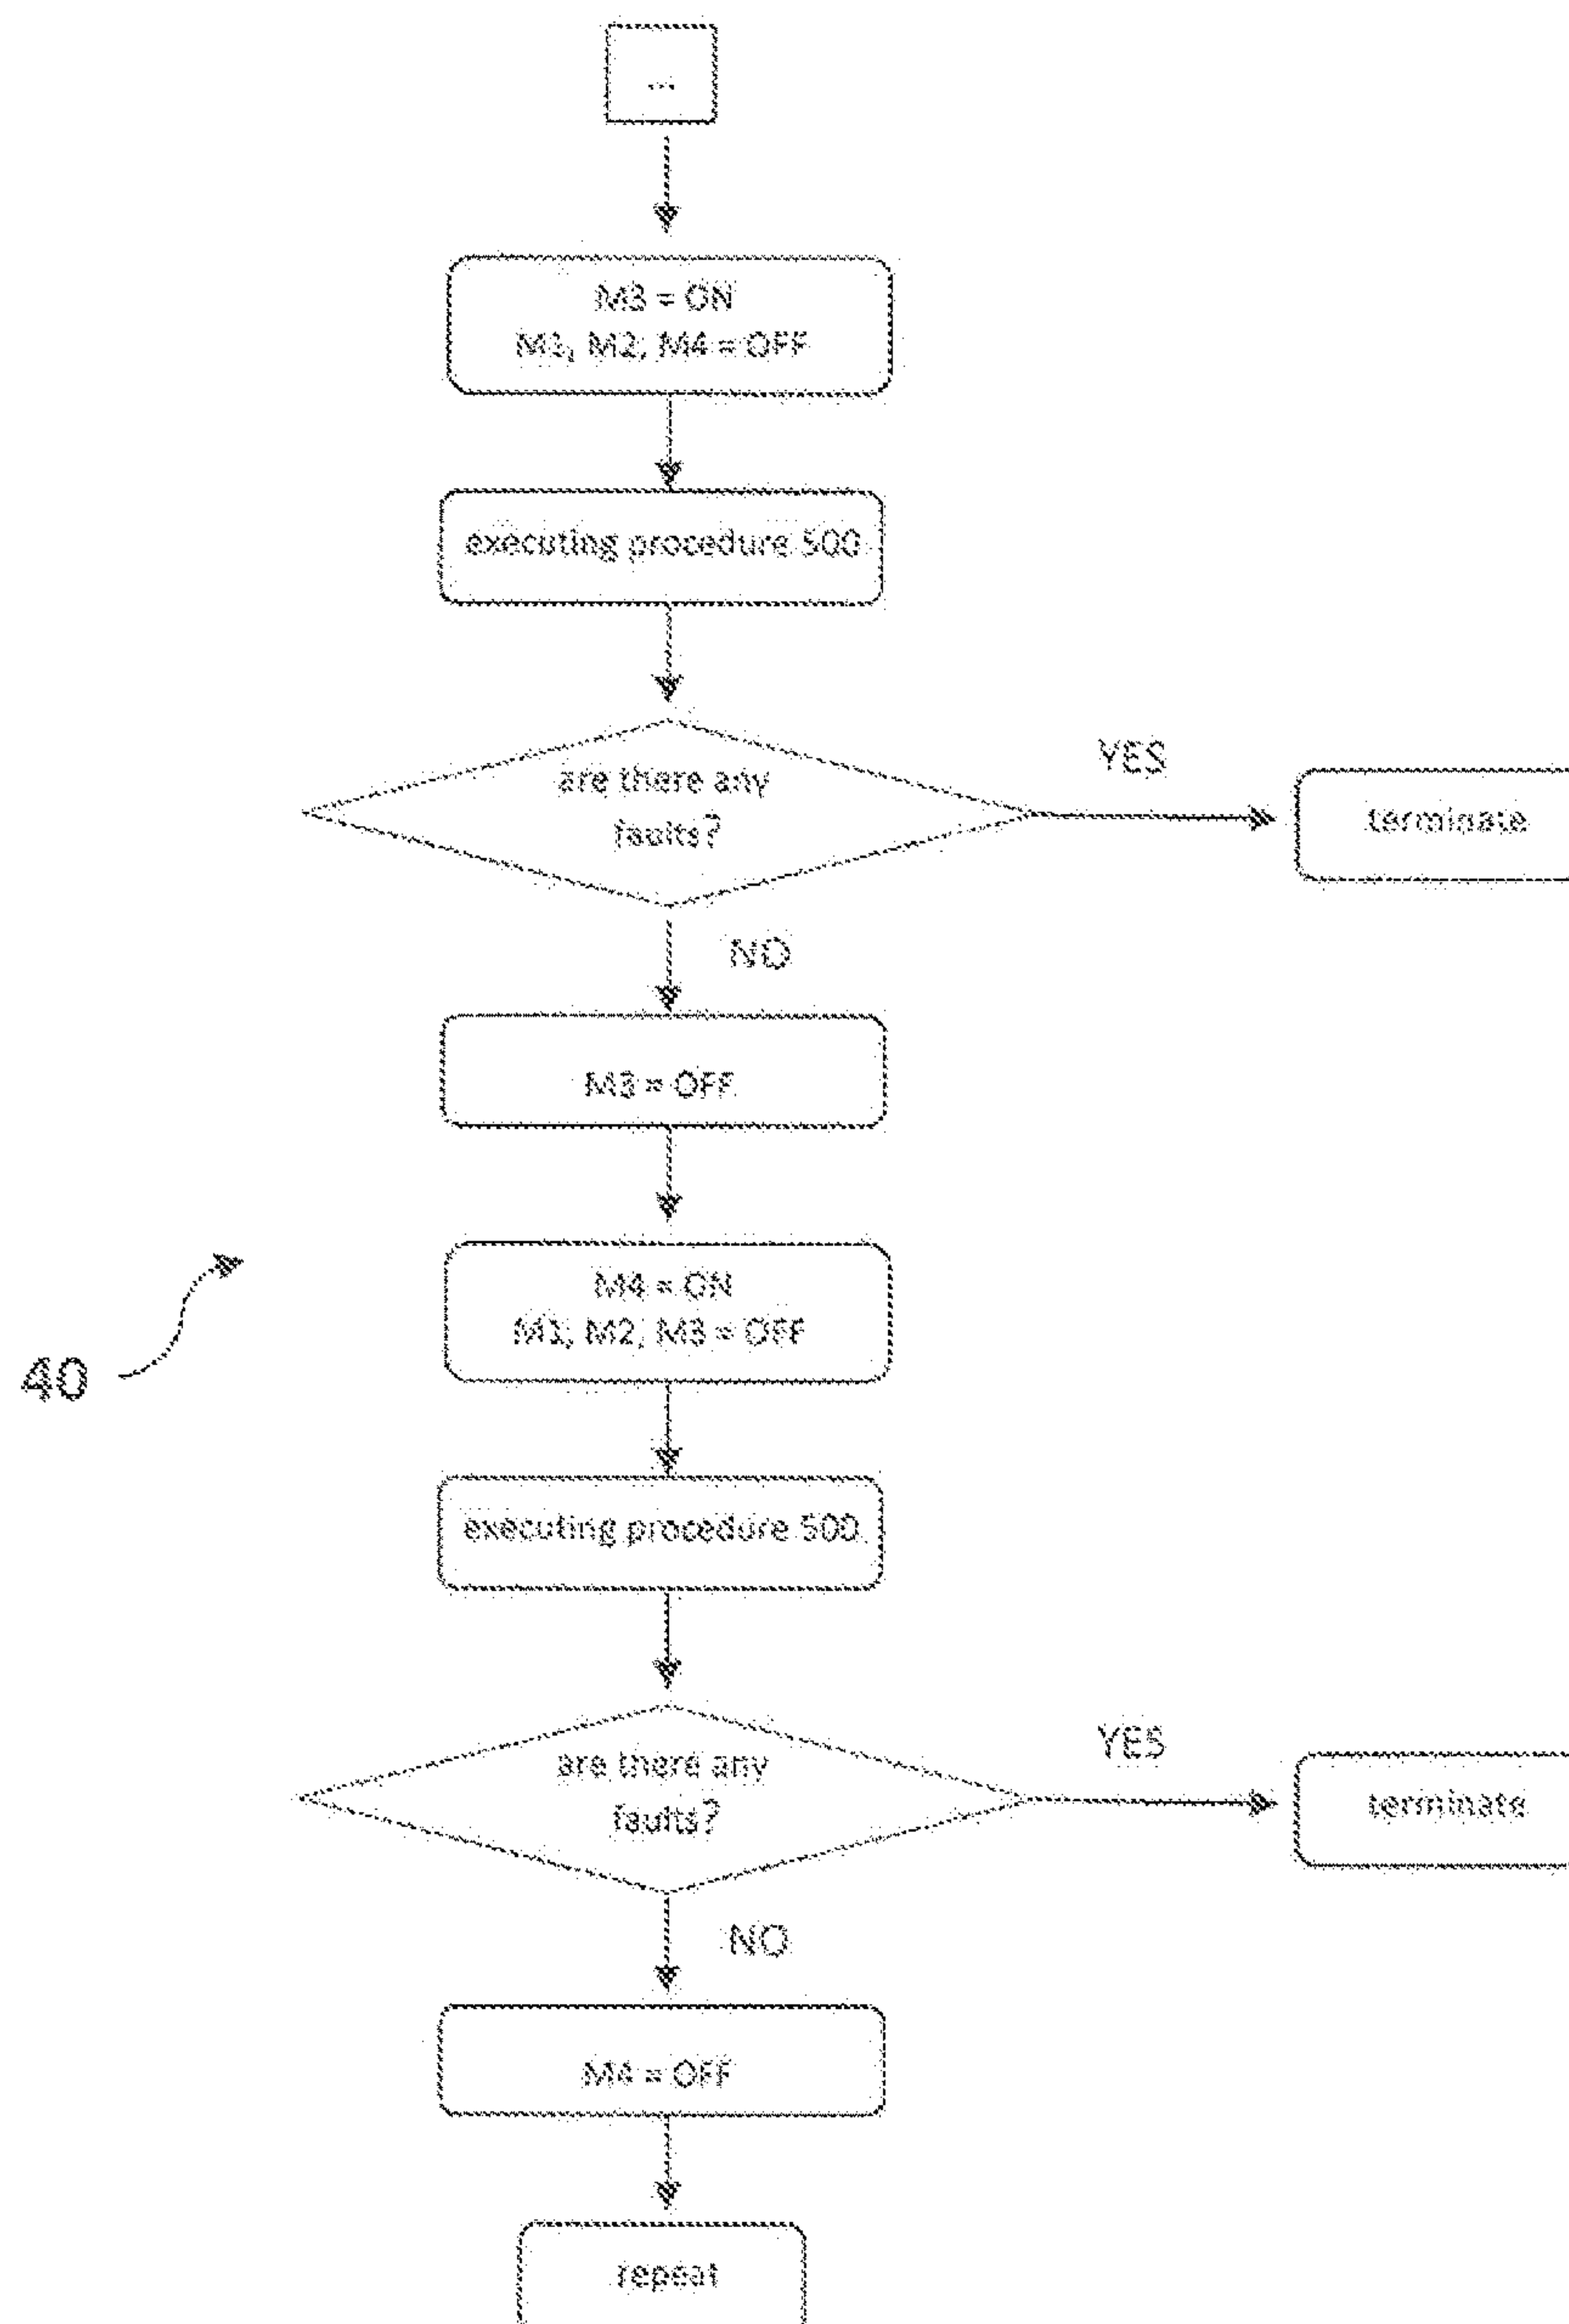 ...
M3 = ON
M1, M2, M4 = OFF
executing procedure 500
are there any
faults?
YES
terminate
NO
M3 = OFF
M4 = ON
M1, M2, M3 = OFF
40
executing procedure 500
are there any
faults?
YES
terminate
NO
M4 = OFF
repeat